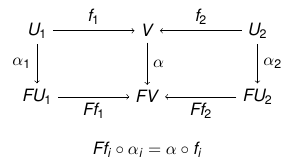 U₁ f₁ V f₂ U₂
α₁ α α₂
FU₁ Ff₁ FV Ff₂ FU₂
Ffᵢ ∘ αᵢ = α ∘ fᵢ